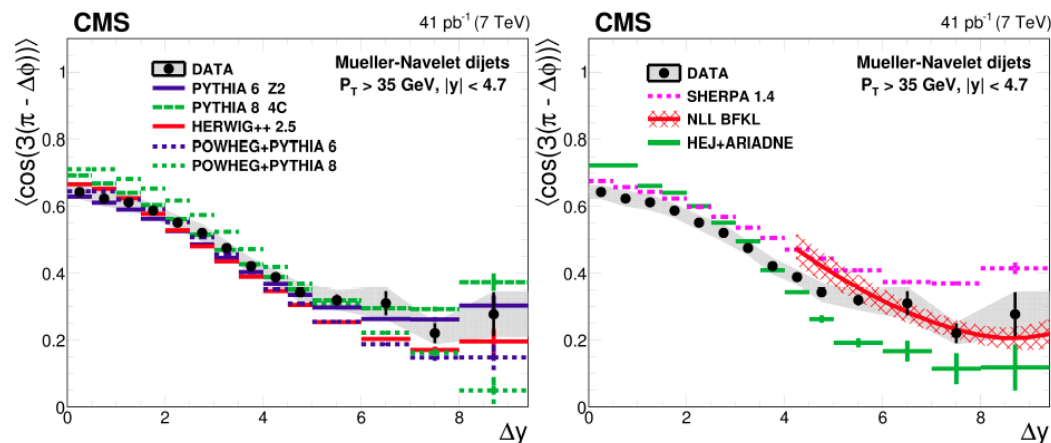 CMS
41 pb⁻¹ (7 TeV)
⟨cos(3(π - Δϕ))⟩
1
0.8
0.6
0.4
0.2
0
DATA
PYTHIA 6 Z2
PYTHIA 8 4C
HERWIG++ 2.5
POWHEG+PYTHIA 6
POWHEG+PYTHIA 8
Mueller-Navelet dijets
P_T > 35 GeV, |y| < 4.7
0 2 4 6 8
Δy
CMS
41 pb⁻¹ (7 TeV)
⟨cos(3(π - Δϕ))⟩
1
0.8
0.6
0.4
0.2
0
DATA
SHERPA 1.4
NLL BFKL
HEJ+ARIADNE
Mueller-Navelet dijets
P_T > 35 GeV, |y| < 4.7
0 2 4 6 8
Δy